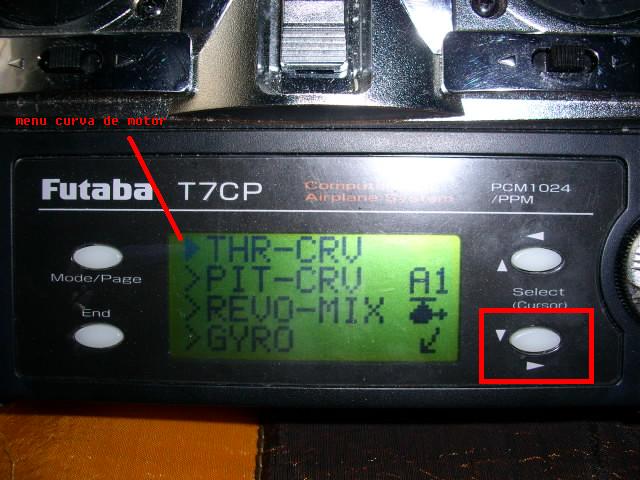 menu curva de motor
Futaba T7CP
Airplane System
PCM1024
/PPM
Mode/Page
End
THR-CRV
PIT-CRV A1
REVO-MIX
GYRO
Select
(Cursor)